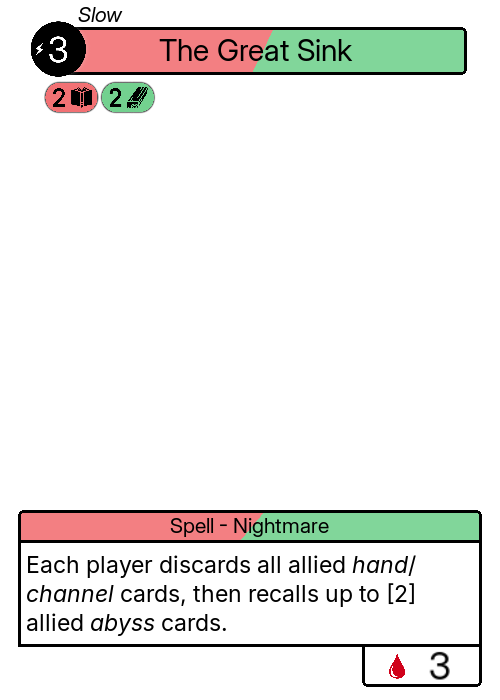 Slow
3 The Great Sink
2 2
Spell - Nightmare
Each player discards all allied hand/
channel cards, then recalls up to [2]
allied abyss cards.
3